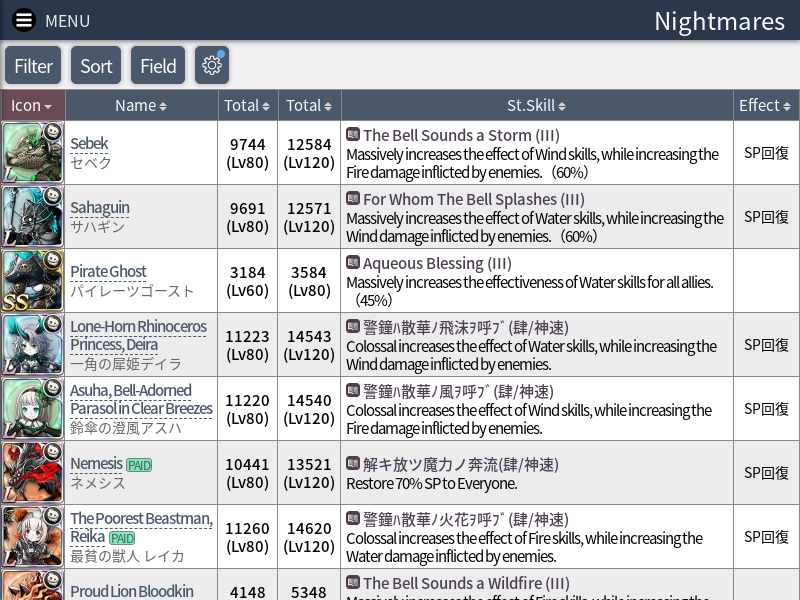 MENU
Nightmares
Filter
Sort
Field
Icon
Name
Total
Total
St.Skill
Effect
L
Sebek
セベク
9744
(Lv80)
12584
(Lv120)
The Bell Sounds a Storm (III)
Massively increases the effect of Wind skills, while increasing the
Fire damage inflicted by enemies.（60%）
SP回復
L
Sahaguin
サハギン
9691
(Lv80)
12571
(Lv120)
For Whom The Bell Splashes (III)
Massively increases the effect of Water skills, while increasing the
Wind damage inflicted by enemies.（60%）
SP回復
SS
Pirate Ghost
パイレーツゴースト
3184
(Lv60)
3584
(Lv80)
Aqueous Blessing (III)
Massively increases the effectiveness of Water skills for all allies.
（45%）
L
Lone-Horn Rhinoceros
Princess, Deira
一角の犀姫デイラ
11223
(Lv80)
14543
(Lv120)
警鐘ﾊ散華ﾉ飛沫ｦ呼ﾌﾞ(肆/神速)
Colossal increases the effect of Water skills, while increasing the
Wind damage inflicted by enemies.
SP回復
L
Asuha, Bell-Adorned
Parasol in Clear Breezes
鈴傘の澄風アスハ
11220
(Lv80)
14540
(Lv120)
警鐘ﾊ散華ﾉ風ｦ呼ﾌﾞ(肆/神速)
Colossal increases the effect of Wind skills, while increasing the
Fire damage inflicted by enemies.
SP回復
L
Nemesis PAID
ネメシス
10441
(Lv80)
13521
(Lv120)
解キ放ツ魔力ノ奔流(肆/神速)
Restore 70% SP to Everyone.
SP回復
L
The Poorest Beastman,
Reika PAID
最貧の獣人 レイカ
11260
(Lv80)
14620
(Lv120)
警鐘ﾊ散華ﾉ火花ｦ呼ﾌﾞ(肆/神速)
Colossal increases the effect of Fire skills, while increasing the
Water damage inflicted by enemies.
SP回復
Proud Lion Bloodkin
4148
5348
The Bell Sounds a Wildfire (III)
Massively increases the effect of Fire skills, while increasing the